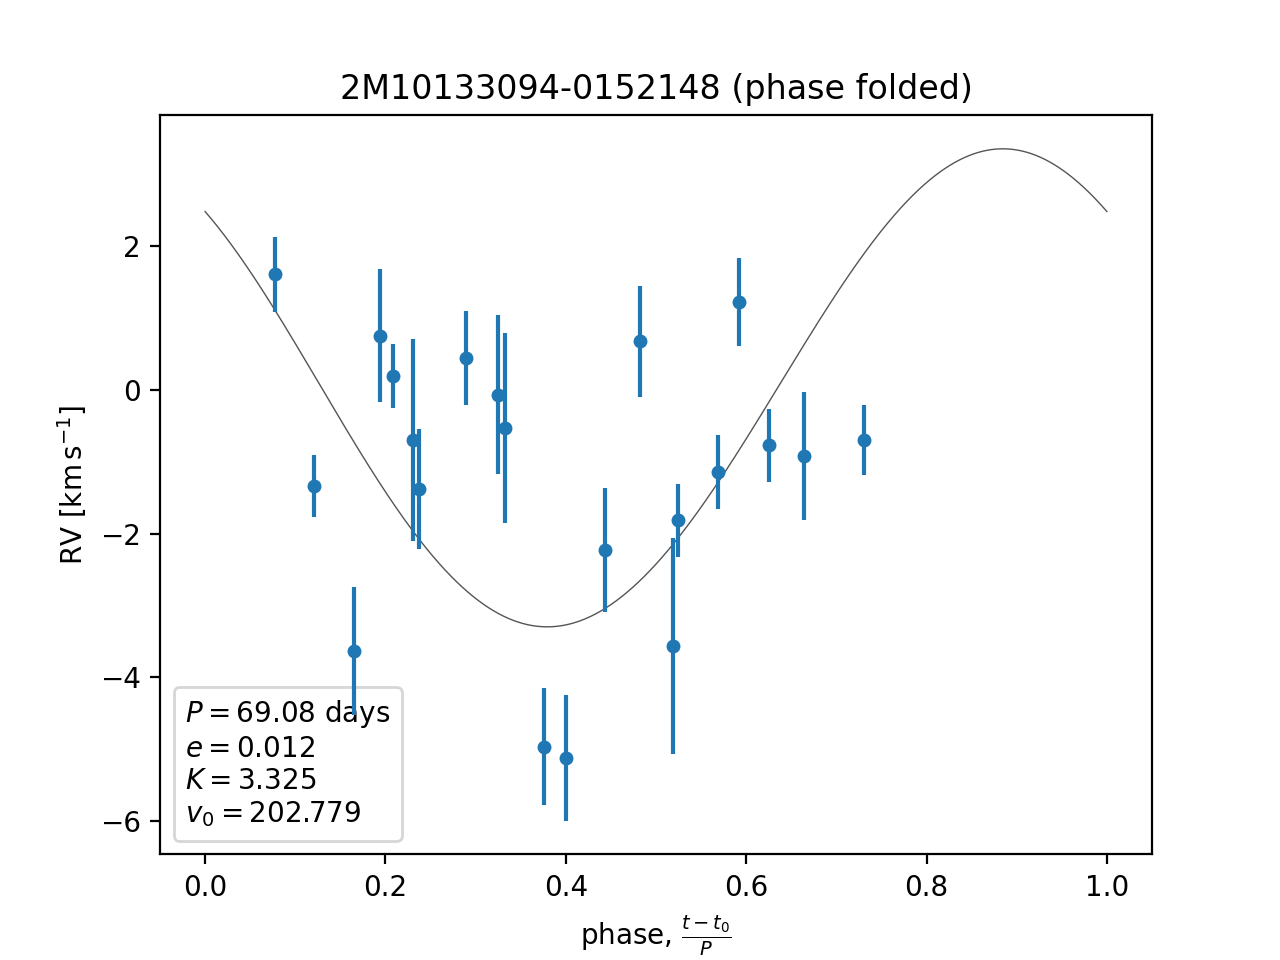 2M10133094-0152148 (phase folded)
RV [km s⁻¹]
2
0
−2
−4
−6
P = 69.08 days
e = 0.012
K = 3.325
v₀ = 202.779
0.0 0.2 0.4 0.6 0.8 1.0
phase, \frac{t − t₀}{P}